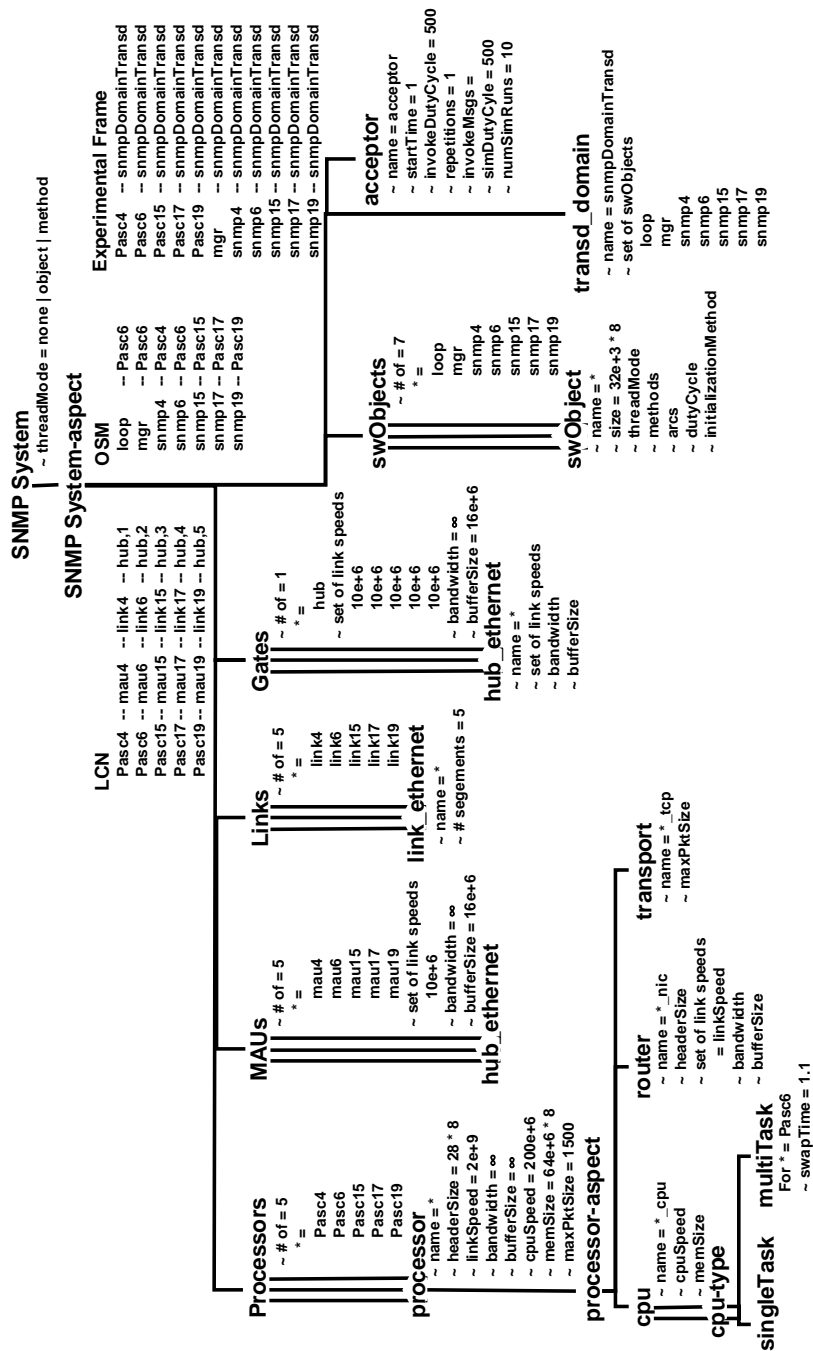 SNMP System
~ threadMode = none | object | method
SNMP System-aspect
LCN
Pasc4 -- mau4 -- link4 -- hub,1
Pasc6 -- mau6 -- link6 -- hub,2
Pasc15 -- mau15 -- link15 -- hub,3
Pasc17 -- mau17 -- link17 -- hub,4
Pasc19 -- mau19 -- link19 -- hub,5
OSM
loop -- Pasc6
mgr -- Pasc6
snmp4 -- Pasc4
snmp6 -- Pasc6
snmp15 -- Pasc15
snmp17 -- Pasc17
snmp19 -- Pasc19
Experimental Frame
Pasc4 -- snmpDomainTransd
Pasc6 -- snmpDomainTransd
Pasc15 -- snmpDomainTransd
Pasc17 -- snmpDomainTransd
Pasc19 -- snmpDomainTransd
mgr -- snmpDomainTransd
snmp4 -- snmpDomainTransd
snmp6 -- snmpDomainTransd
snmp15 -- snmpDomainTransd
snmp17 -- snmpDomainTransd
snmp19 -- snmpDomainTransd
Processors
~ # of = 5
* =
Pasc4
Pasc6
Pasc15
Pasc17
Pasc19
processor
~ name = *
~ headerSize = 28 * 8
~ linkSpeed = 2e+9
~ bandwidth = ∞
~ bufferSize = ∞
~ cpuSpeed = 200e+6
~ memSize = 64e+6 * 8
~ maxPktSize = 1500
processor-aspect
cpu
~ name = *_cpu
~ cpuSpeed
~ memSize
cpu-type
singleTask
multiTask
For * = Pasc6
~ swapTime = 1.1
router
~ name = *_nic
~ headerSize
~ set of link speeds
= linkSpeed
~ bandwidth
~ bufferSize
transport
~ name = *_tcp
~ maxPktSize
MAUs
~ # of = 5
* =
mau4
mau6
mau15
mau17
mau19
~ set of link speeds
10e+6
~ bandwidth = ∞
~ bufferSize = 16e+6
hub_ethernet
Links
~ # of = 5
* =
link4
link6
link15
link17
link19
link_ethernet
~ name = *
~ # segements = 5
Gates
~ # of = 1
* =
hub
~ set of link speeds
10e+6
10e+6
10e+6
10e+6
10e+6
~ bandwidth = ∞
~ bufferSize = 16e+6
hub_ethernet
~ name = *
~ set of link speeds
~ bandwidth
~ bufferSize
swObjects
~ # of = 7
* =
loop
mgr
snmp4
snmp6
snmp15
snmp17
snmp19
swObject
~ name = *
~ size = 32e+3 * 8
~ threadMode
~ methods
~ arcs
~ dutyCycle
~ initializationMethod
acceptor
~ name = acceptor
~ startTime = 1
~ invokeDutyCycle = 500
~ repetitions = 1
~ invokeMsgs =
~ simDutyCyle = 500
~ numSimRuns = 10
transd_domain
~ name = snmpDomainTransd
~ set of swObjects
loop
mgr
snmp4
snmp6
snmp15
snmp17
snmp19